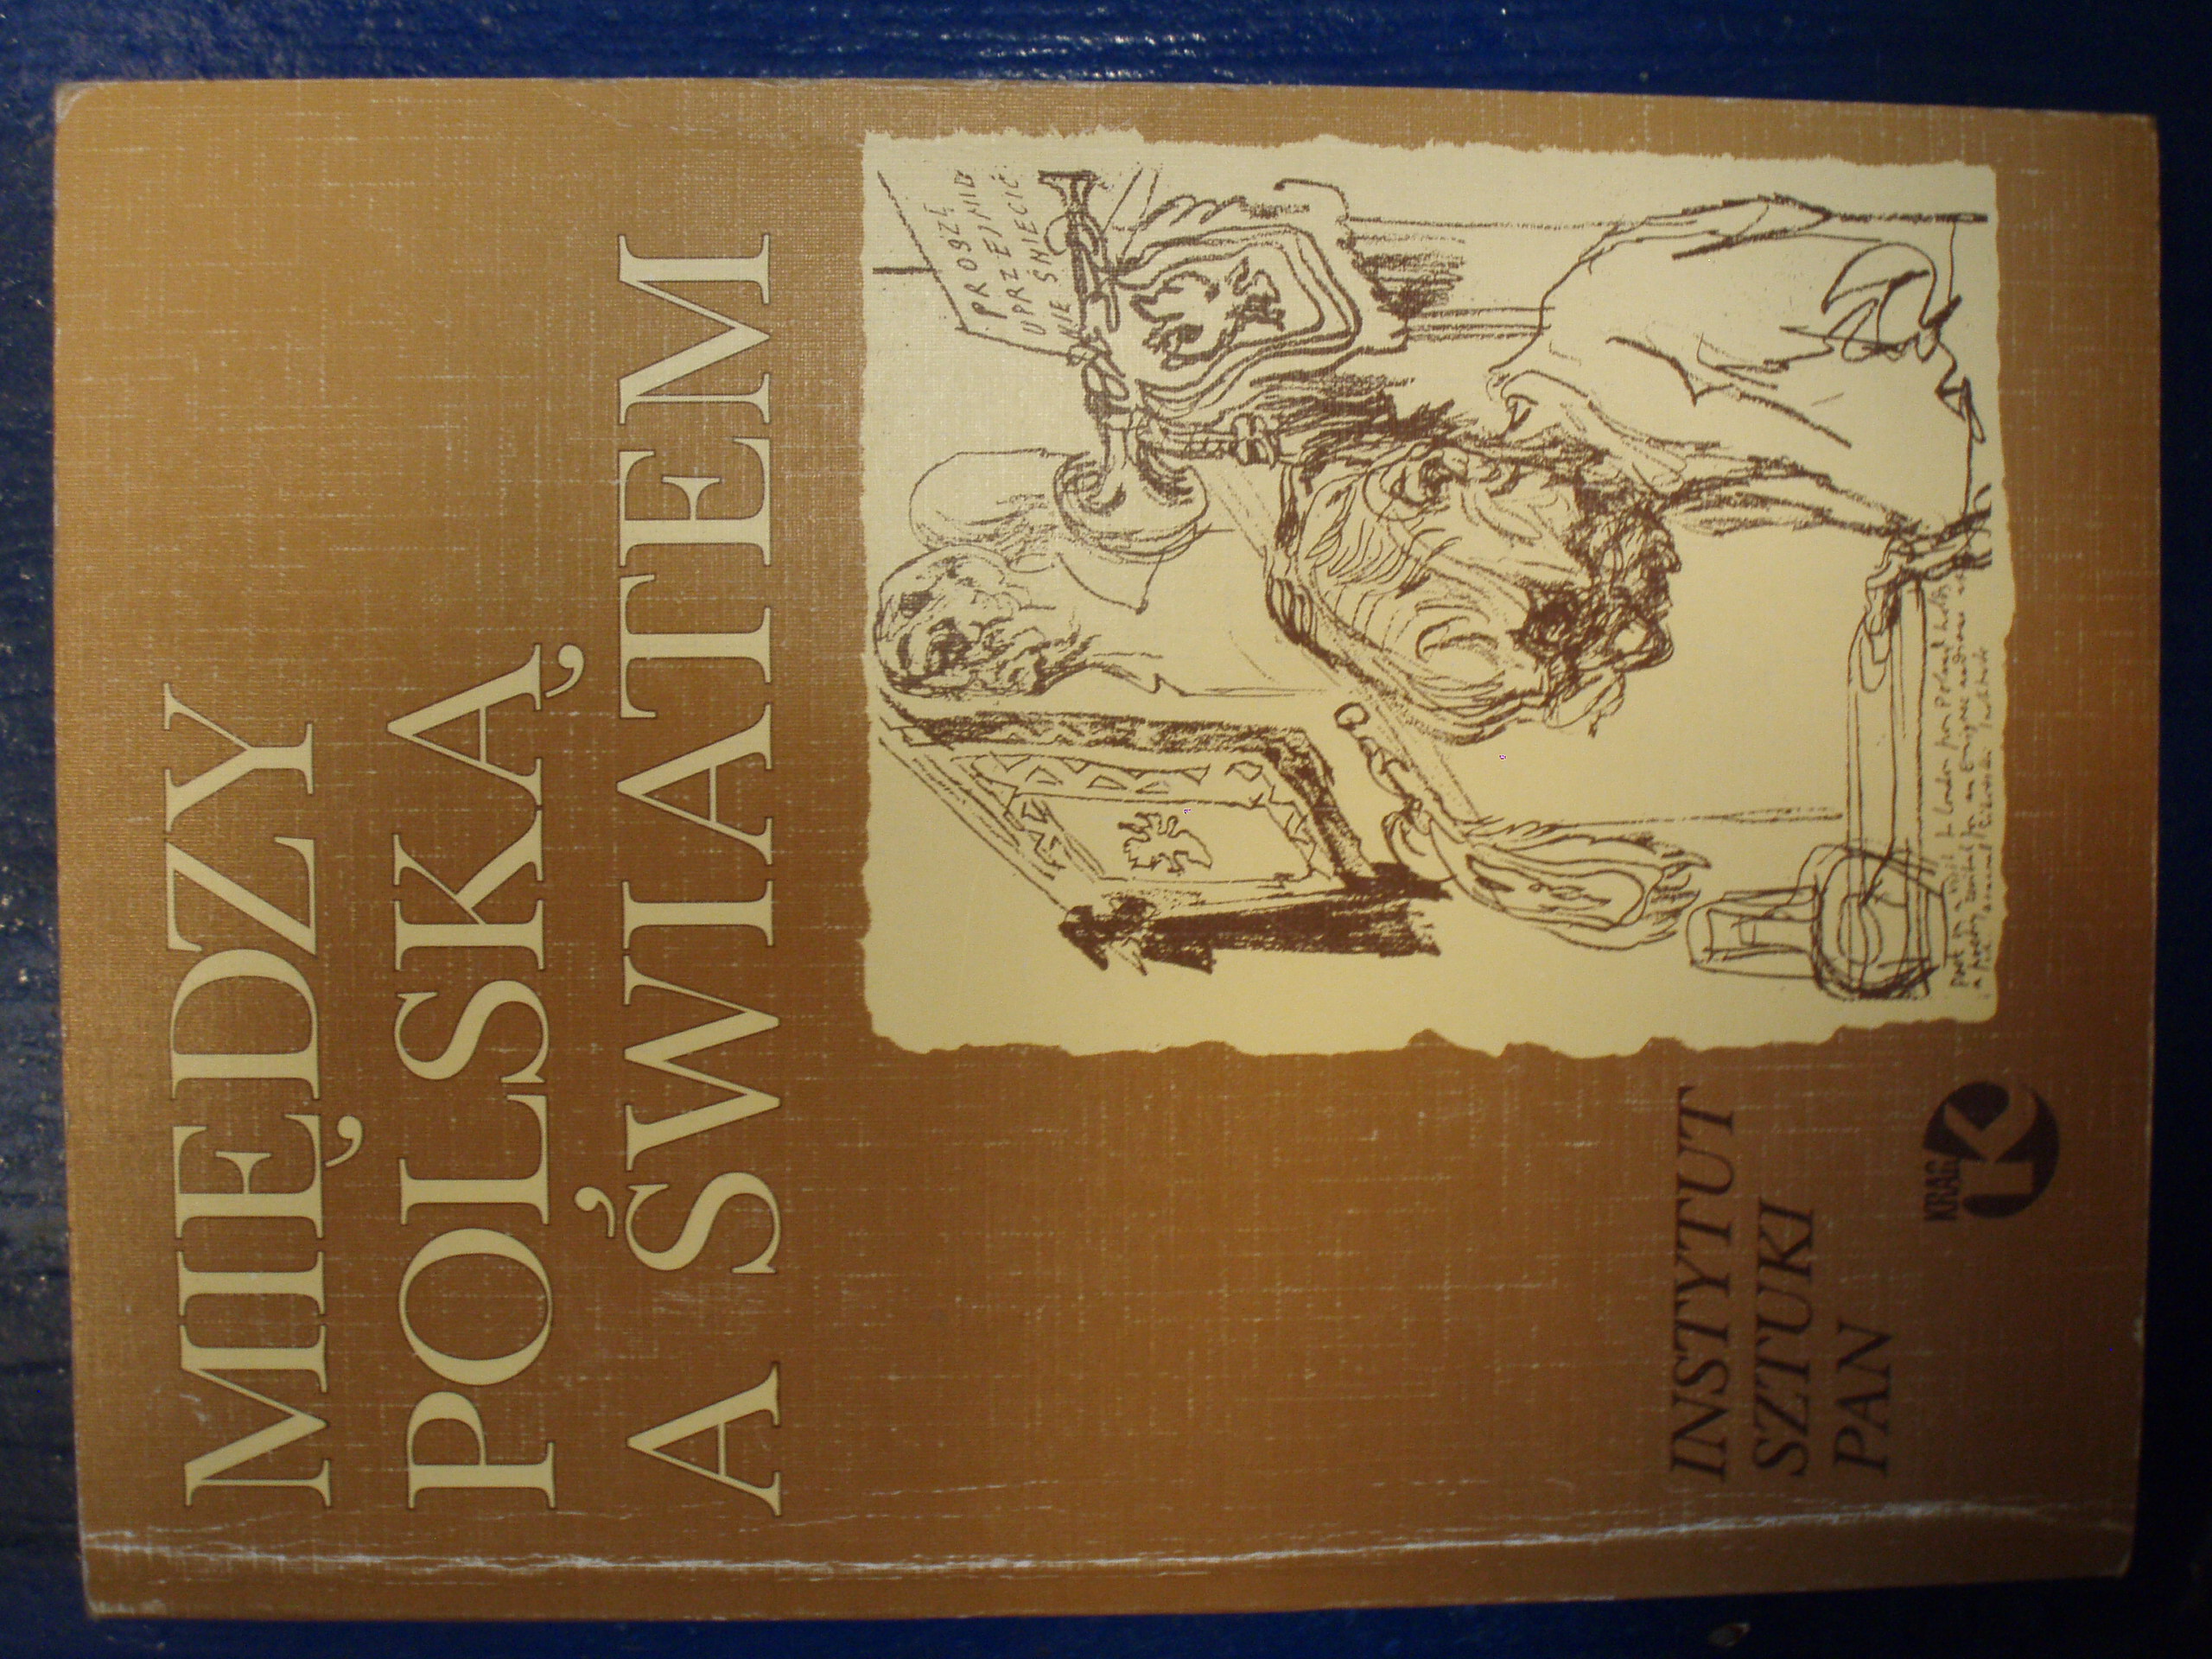 MIĘDZY
POLSKĄ
A ŚWIATEM
PROSZĘ
UPRZEJMIE
NIE ŚMIECIĆ
INSTYTUT
SZTUKI
PAN
KRĄG